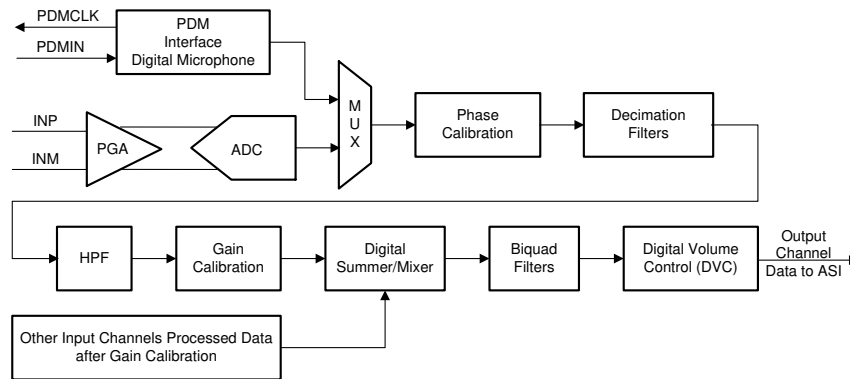 PDMCLK
PDMIN
PDM
Interface
Digital Microphone
INP
INM
PGA
ADC
M
U
X
Phase
Calibration
Decimation
Filters
HPF
Gain
Calibration
Digital
Summer/Mixer
Biquad
Filters
Digital Volume
Control (DVC)
Output
Channel
Data to ASI
Other Input Channels Processed Data
after Gain Calibration